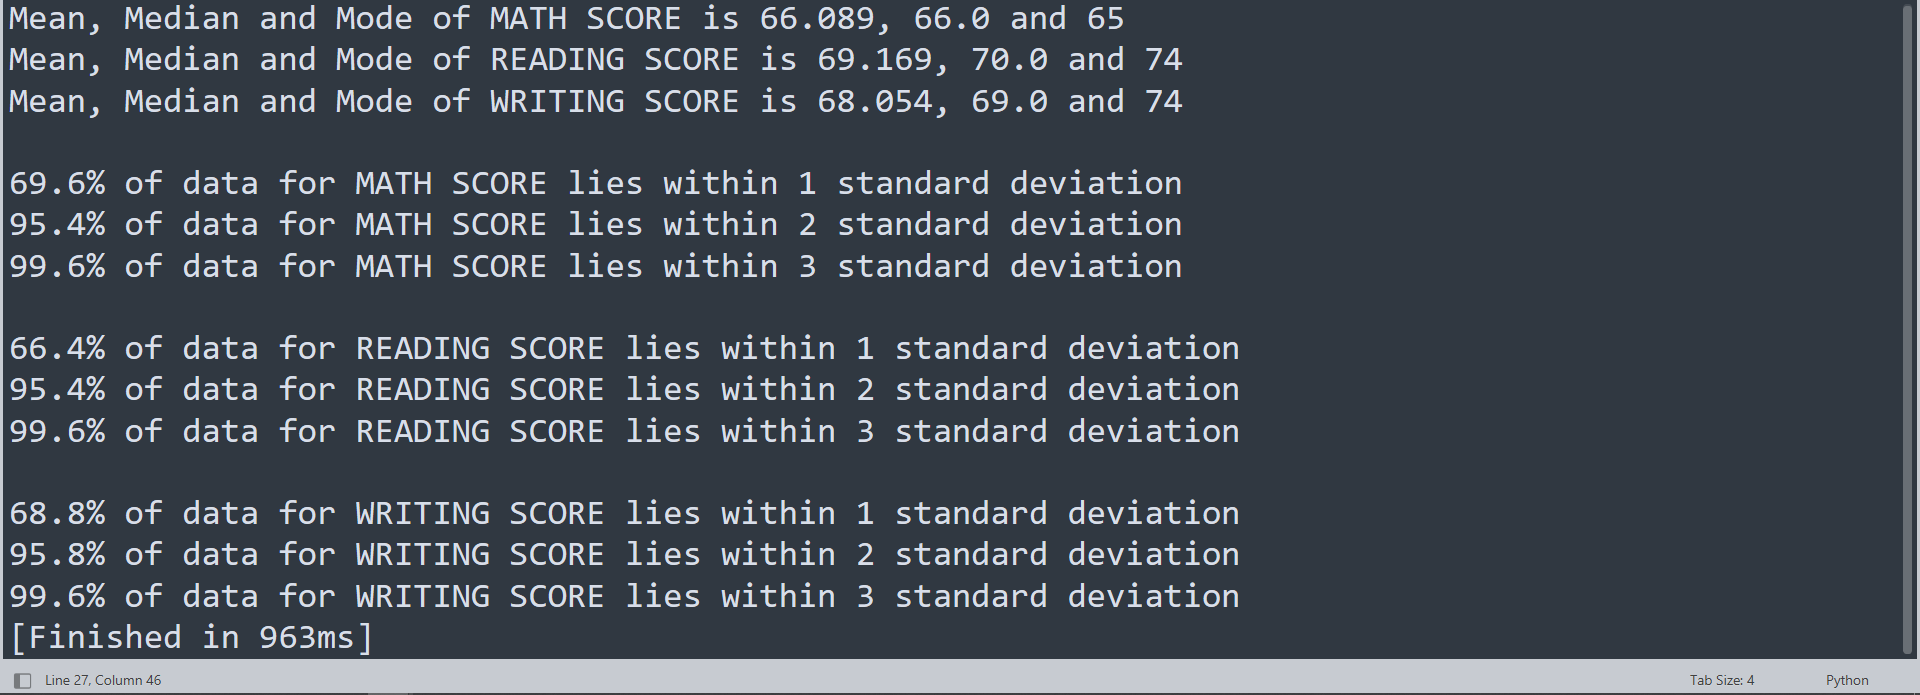 Mean, Median and Mode of MATH SCORE is 66.089, 66.0 and 65
Mean, Median and Mode of READING SCORE is 69.169, 70.0 and 74
Mean, Median and Mode of WRITING SCORE is 68.054, 69.0 and 74
69.6% of data for MATH SCORE lies within 1 standard deviation
95.4% of data for MATH SCORE lies within 2 standard deviation
99.6% of data for MATH SCORE lies within 3 standard deviation
66.4% of data for READING SCORE lies within 1 standard deviation
95.4% of data for READING SCORE lies within 2 standard deviation
99.6% of data for READING SCORE lies within 3 standard deviation
68.8% of data for WRITING SCORE lies within 1 standard deviation
95.8% of data for WRITING SCORE lies within 2 standard deviation
99.6% of data for WRITING SCORE lies within 3 standard deviation
[Finished in 963ms]
Line 27, Column 46 Tab Size: 4 Python